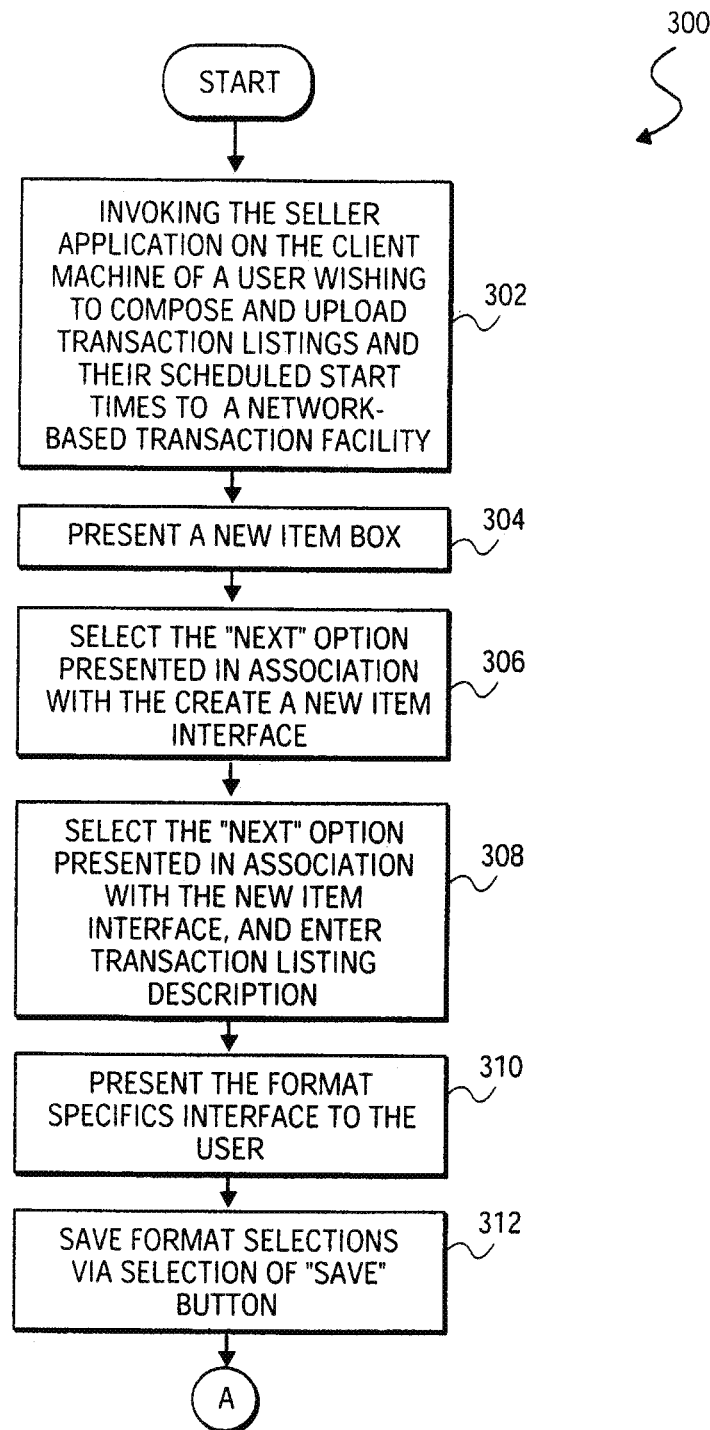 300
START
INVOKING THE SELLER
APPLICATION ON THE CLIENT
MACHINE OF A USER WISHING
TO COMPOSE AND UPLOAD
TRANSACTION LISTINGS AND
THEIR SCHEDULED START
TIMES TO A NETWORK-
BASED TRANSACTION FACILITY
302
PRESENT A NEW ITEM BOX
304
SELECT THE "NEXT" OPTION
PRESENTED IN ASSOCIATION
WITH THE CREATE A NEW ITEM
INTERFACE
306
SELECT THE "NEXT" OPTION
PRESENTED IN ASSOCIATION
WITH THE NEW ITEM
INTERFACE, AND ENTER
TRANSACTION LISTING
DESCRIPTION
308
PRESENT THE FORMAT
SPECIFICS INTERFACE TO THE
USER
310
SAVE FORMAT SELECTIONS
VIA SELECTION OF "SAVE"
BUTTON
312
A